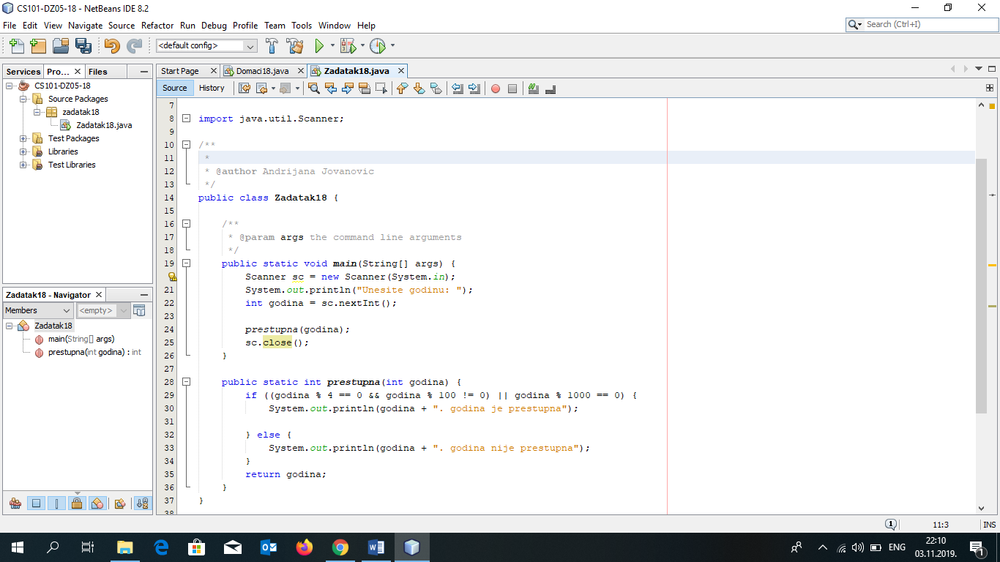 CS101-DZ05-18 - NetBeans IDE 8.2
File Edit View Navigate Source Refactor Run Debug Profile Team Tools Window Help
Search (Ctrl+I)
<default config>
Services Pro... Files
CS101-DZ05-18
Source Packages
zadatak18
Zadatak18.java
Test Packages
Libraries
Test Libraries
Zadatak18 - Navigator
Members <empty>
Zadatak18
main(String[] args)
prestupna(int godina) : int
Start Page Domaci18.java Zadatak18.java
Source History
7
8 import java.util.Scanner;
9
10 /**
11 *
12 * @author Andrijana Jovanovic
13 */
14 public class Zadatak18 {
15
16 /**
17 * @param args the command line arguments
18 */
19 public static void main(String[] args) {
Scanner sc = new Scanner(System.in);
21 System.out.println("Unesite godinu: ");
22 int godina = sc.nextInt();
23
24 prestupna(godina);
25 sc.close();
26 }
27
28 public static int prestupna(int godina) {
29 if ((godina % 4 == 0 && godina % 100 != 0) || godina % 1000 == 0) {
30 System.out.println(godina + ". godina je prestupna");
31
32 } else {
33 System.out.println(godina + ". godina nije prestupna");
34 }
35 return godina;
36 }
37 }
38
1 11:3 INS
ENG 22:10
03.11.2019. 1